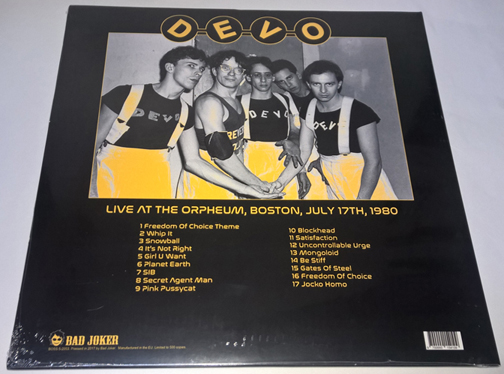 DEVO
DEVO
DEVO
LIVE AT THE ORPHEUM, BOSTON, JULY 17TH, 1980
1 Freedom Of Choice Theme
2 Whip It
3 Snowball
4 It's Not Right
5 Girl U Want
6 Planet Earth
7 SIB
8 Secret Agent Man
9 Pink Pussycat
10 Blockhead
11 Satisfaction
12 Uncontrollable Urge
13 Mongoloid
14 Be Stiff
15 Gates Of Steel
16 Freedom Of Choice
17 Jocko Homo
BAD JOKER